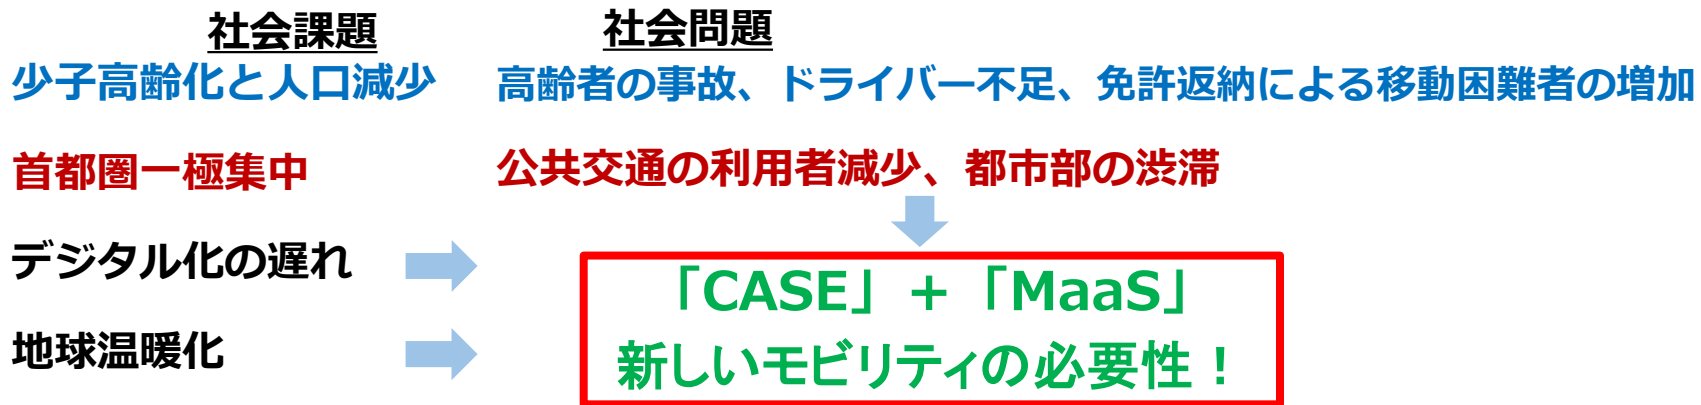 社会課題 社会問題
少子高齢化と人口減少 高齢者の事故、ドライバー不足、免許返納による移動困難者の増加
首都圏一極集中 公共交通の利用者減少、都市部の渋滞
デジタル化の遅れ
「CASE」+「MaaS」
地球温暖化
新しいモビリティの必要性！